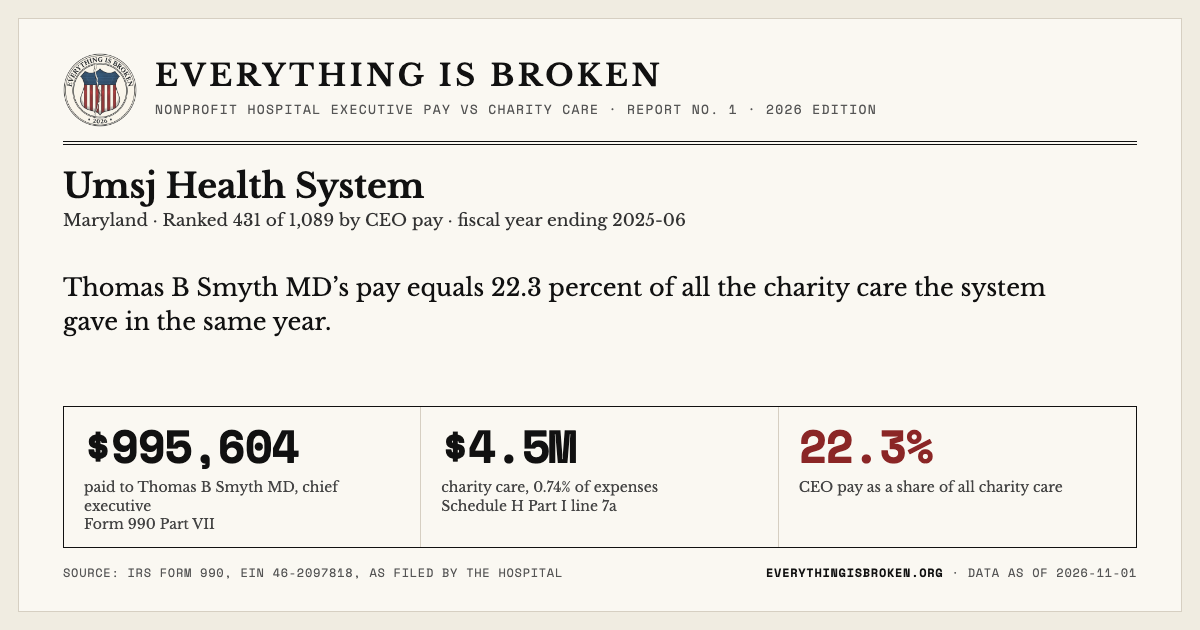 EVERYTHING IS BROKEN
· 2026 ·
EVERYTHING IS BROKEN
NONPROFIT HOSPITAL EXECUTIVE PAY VS CHARITY CARE · REPORT NO. 1 · 2026 EDITION
Umsj Health System
Maryland · Ranked 431 of 1,089 by CEO pay · fiscal year ending 2025-06
Thomas B Smyth MD’s pay equals 22.3 percent of all the charity care the system
gave in the same year.
$995,604
paid to Thomas B Smyth MD, chief
executive
Form 990 Part VII
$4.5M
charity care, 0.74% of expenses
Schedule H Part I line 7a
22.3%
CEO pay as a share of all charity care
SOURCE: IRS FORM 990, EIN 46-2097818, AS FILED BY THE HOSPITAL
EVERYTHINGISBROKEN.ORG · DATA AS OF 2026-11-01